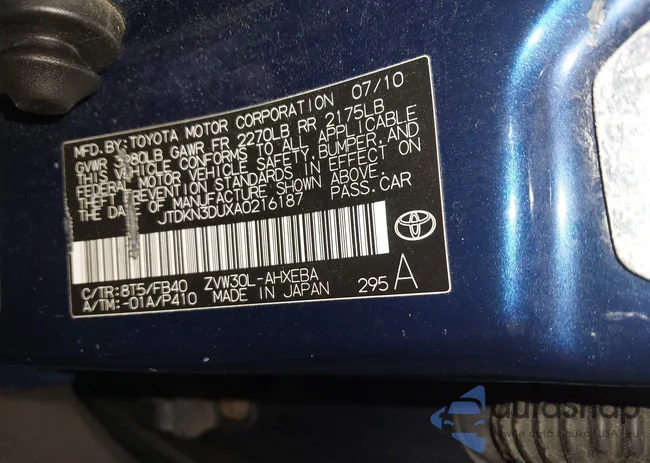 MFD. BY: TOYOTA MOTOR CORPORATION 07/10
GVWR 3980LB GAWR FR 2270LB RR 2175LB
THIS VEHICLE CONFORMS TO ALL APPLICABLE
FEDERAL MOTOR VEHICLE SAFETY, BUMPER, AND
THEFT PREVENTION STANDARDS IN EFFECT ON
THE DATE OF MANUFACTURE SHOWN ABOVE.
JTDKN3DUXA0216187 PASS. CAR
C/TR: 8T5/FB40 ZVW30L-AHXEBA
A/TM: -01A/P410 MADE IN JAPAN 295 A
auraSnap